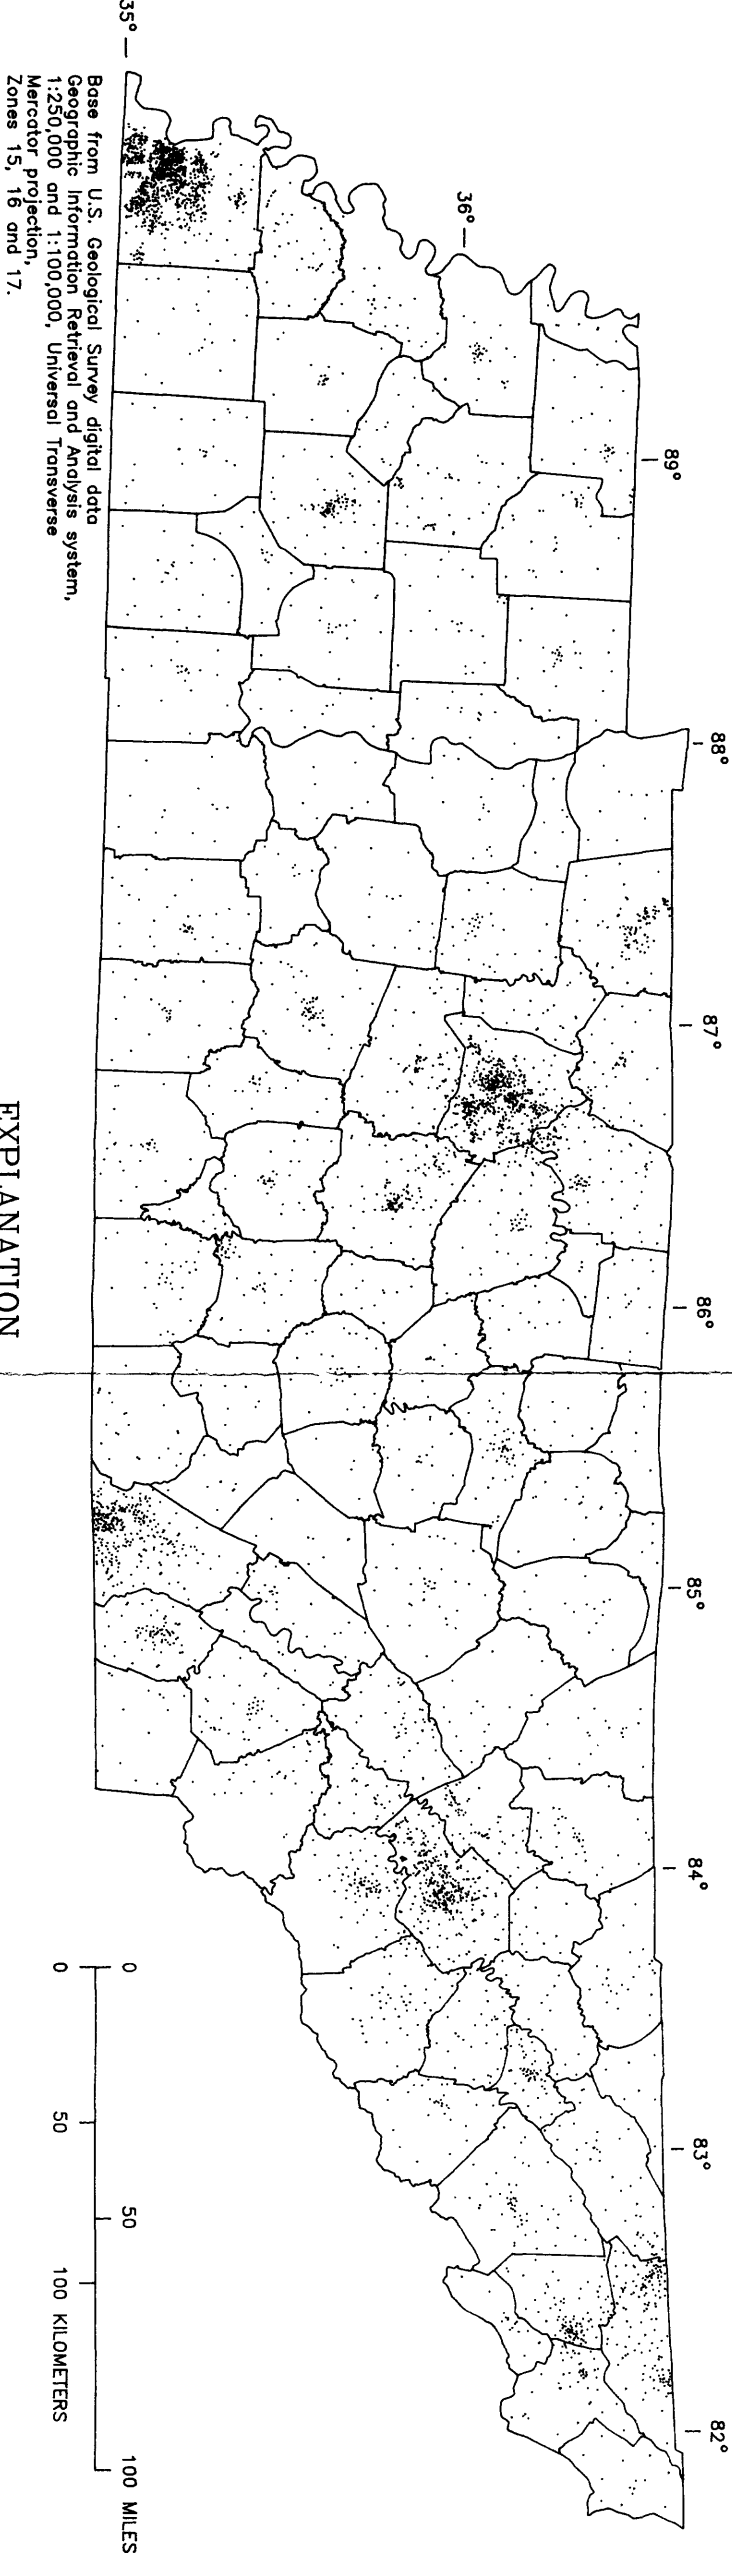 89°
88°
87°
86°
85°
84°
83°
82°
36°
35°
Base from U.S. Geological Survey digital data
Geographic Information Retrieval and Analysis system,
1:250,000 and 1:100,000, Universal Transverse
Mercator projection,
Zones 15, 16 and 17.
0 50 100 MILES
0 50 100 KILOMETERS
EXPLANATION